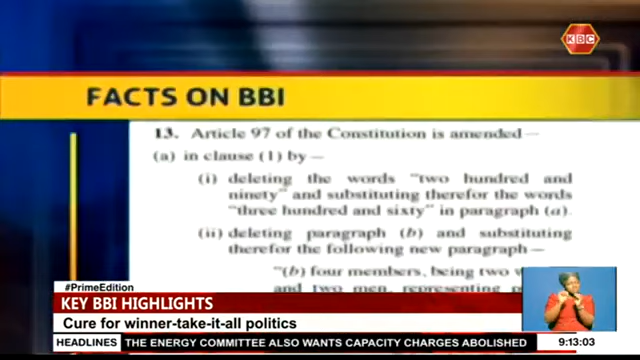 KBC
FACTS ON BBI
13. Article 97 of the Constitution is amended—
(a) in clause (1) by—
(i) deleting the words "two hundred and
ninety" and substituting therefor the words
"three hundred and sixty" in paragraph (a).
(ii) deleting paragraph (b) and substituting
therefor the following new paragraph—
"(b) four members, being two
and two men, representing
#PrimeEdition
KEY BBI HIGHLIGHTS
Cure for winner-take-it-all politics
HEADLINES THE ENERGY COMMITTEE ALSO WANTS CAPACITY CHARGES ABOLISHED 9:13:03